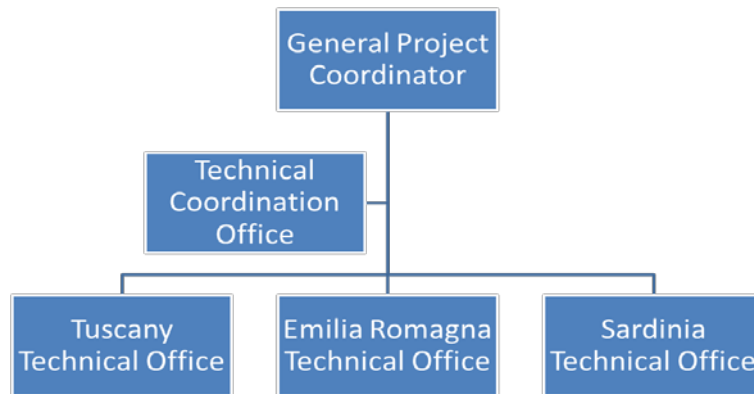 General Project
Coordinator
Technical
Coordination
Office
Tuscany
Technical Office
Emilia Romagna
Technical Office
Sardinia
Technical Office